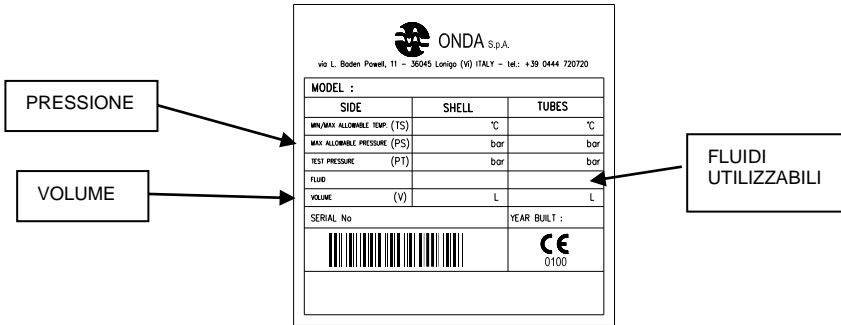 ONDA S.p.A.
via L. Baden Powell, 11 – 36045 Lonigo (Vi) ITALY – tel.: +39 0444 720720
MODEL :
SIDE SHELL TUBES
MIN/MAX ALLOWABLE TEMP. (TS) °C °C
MAX ALLOWABLE PRESSURE (PS) bar bar
TEST PRESSURE (PT) bar bar
FLUID
VOLUME (V) L L
SERIAL No YEAR BUILT :
CE
0100
PRESSIONE
VOLUME
FLUIDI
UTILIZZABILI